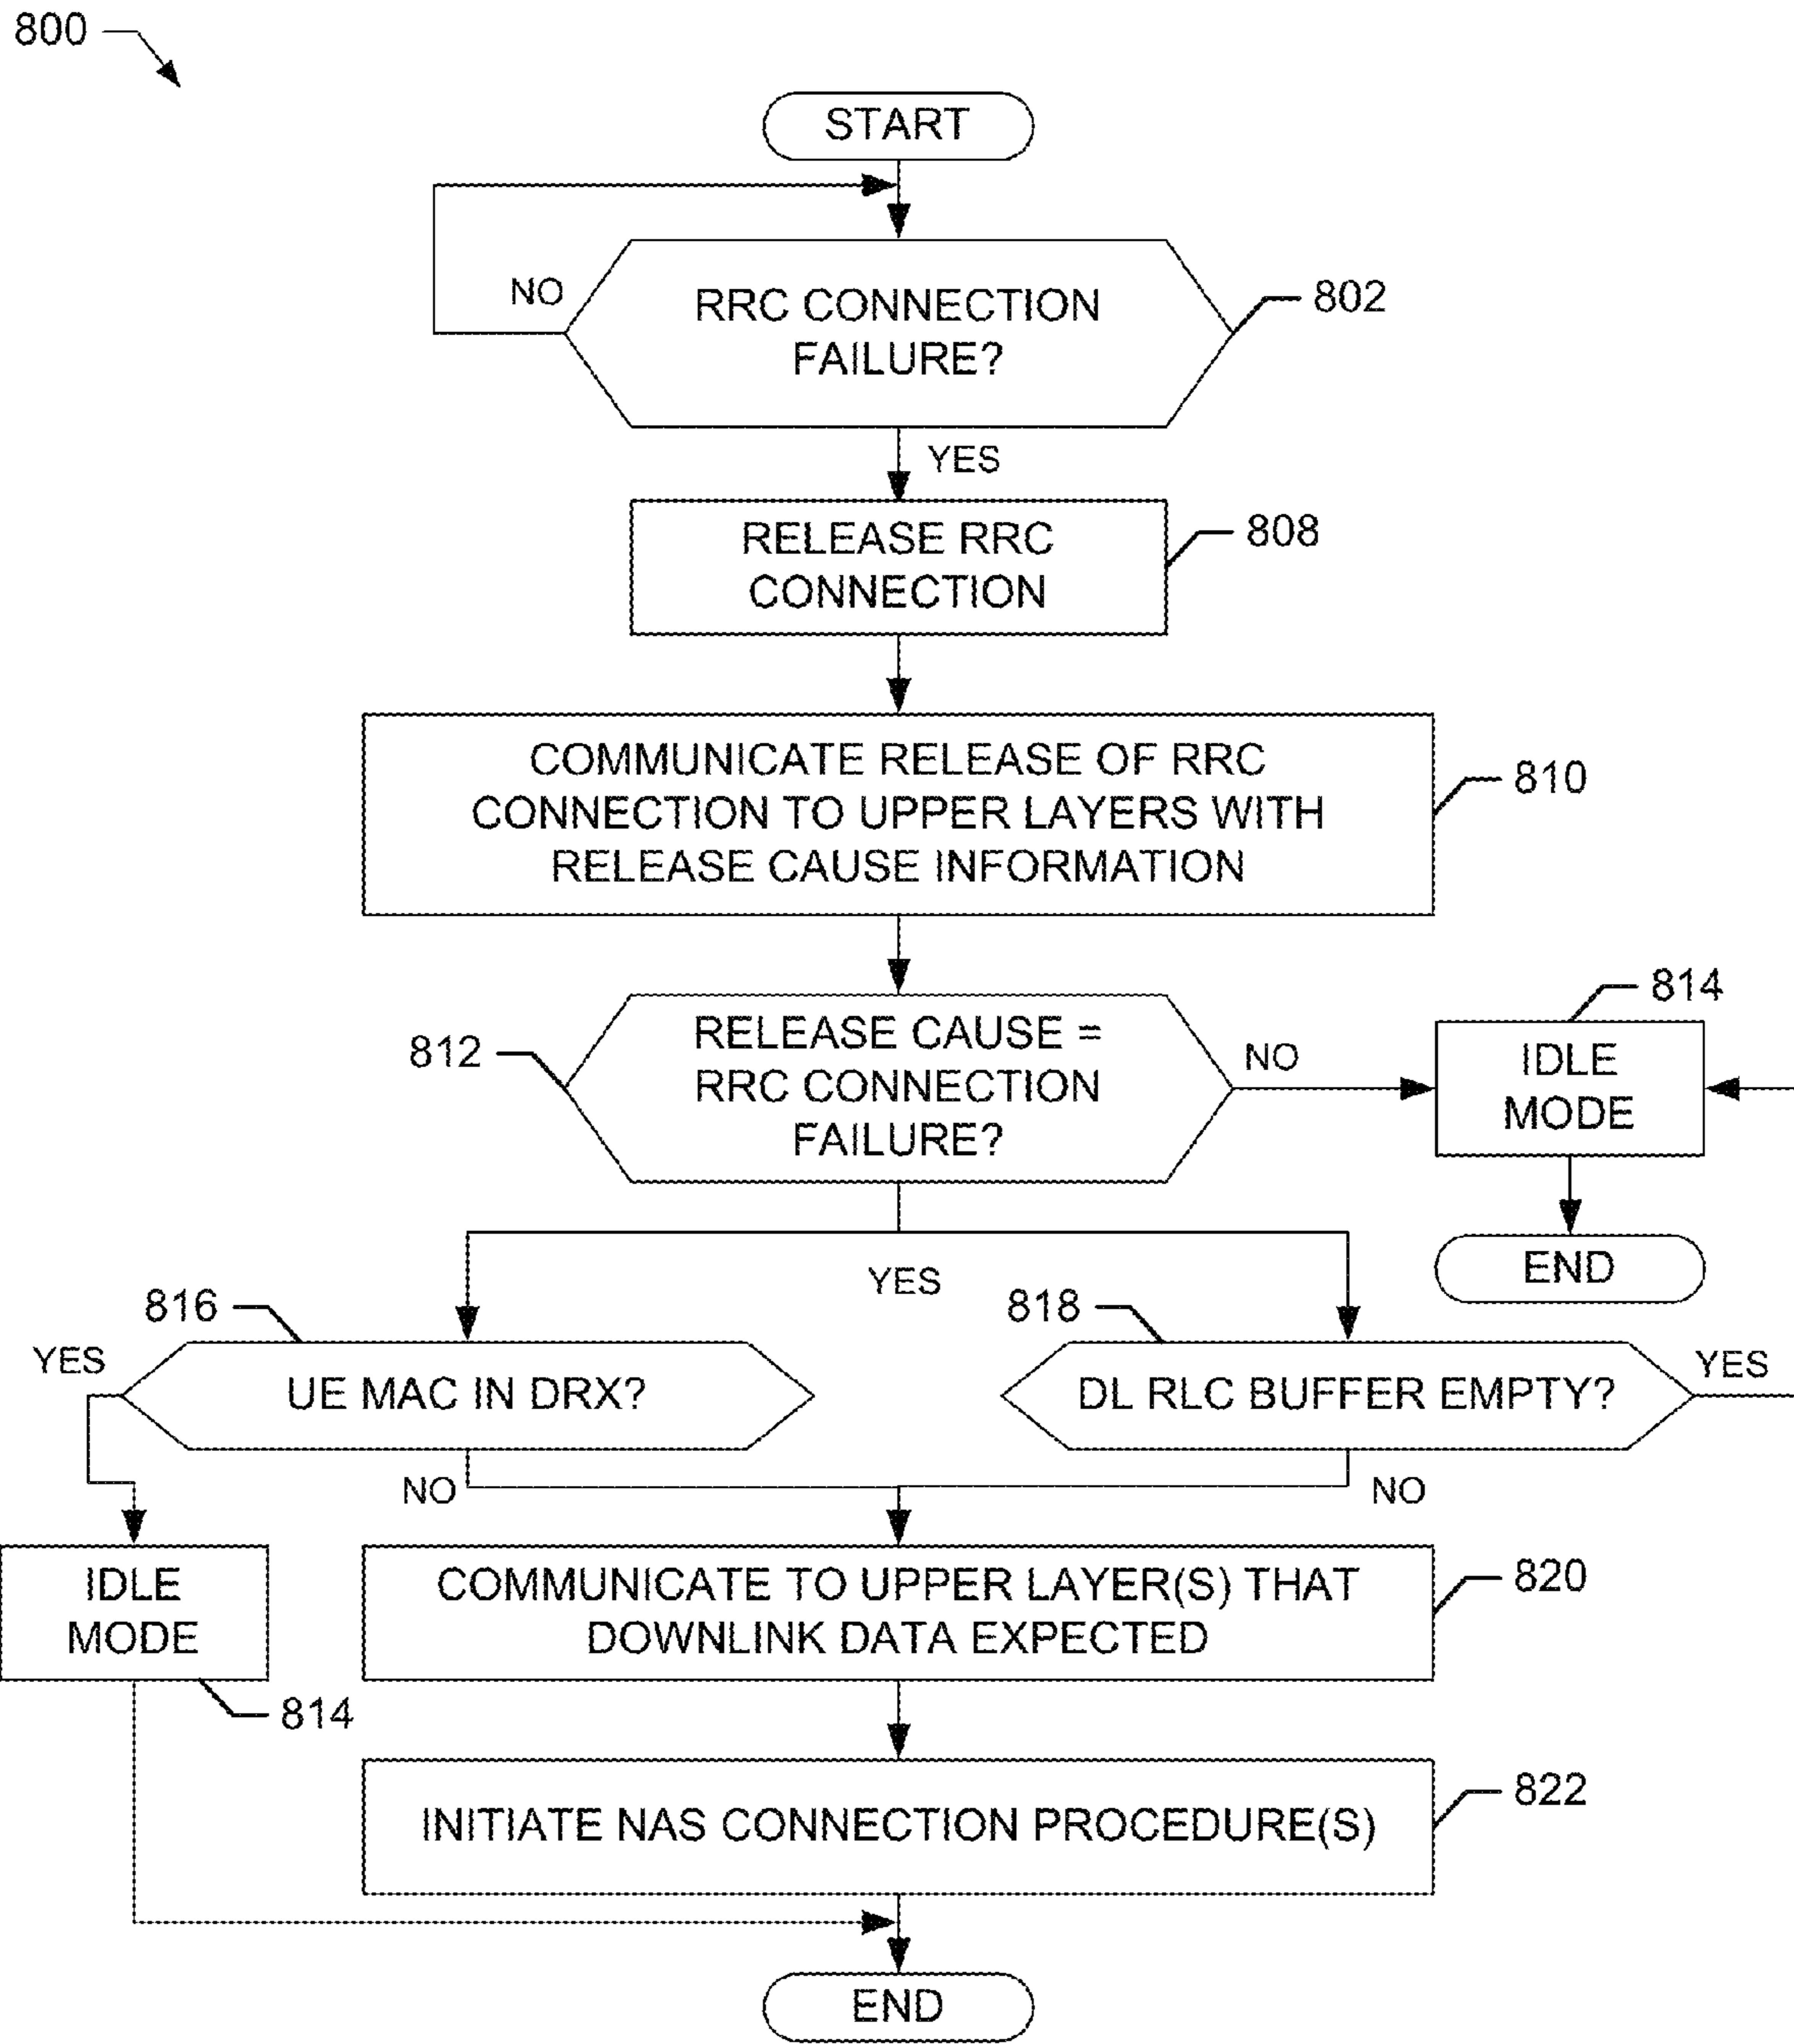 800
START
NO
RRC CONNECTION
FAILURE?
802
YES
RELEASE RRC
CONNECTION
808
COMMUNICATE RELEASE OF RRC
CONNECTION TO UPPER LAYERS WITH
RELEASE CAUSE INFORMATION
810
812
RELEASE CAUSE =
RRC CONNECTION
FAILURE?
NO
814
IDLE
MODE
END
YES
816
YES
UE MAC IN DRX?
NO
818
DL RLC BUFFER EMPTY?
YES
NO
IDLE
MODE
814
COMMUNICATE TO UPPER LAYER(S) THAT
DOWNLINK DATA EXPECTED
820
INITIATE NAS CONNECTION PROCEDURE(S)
822
END